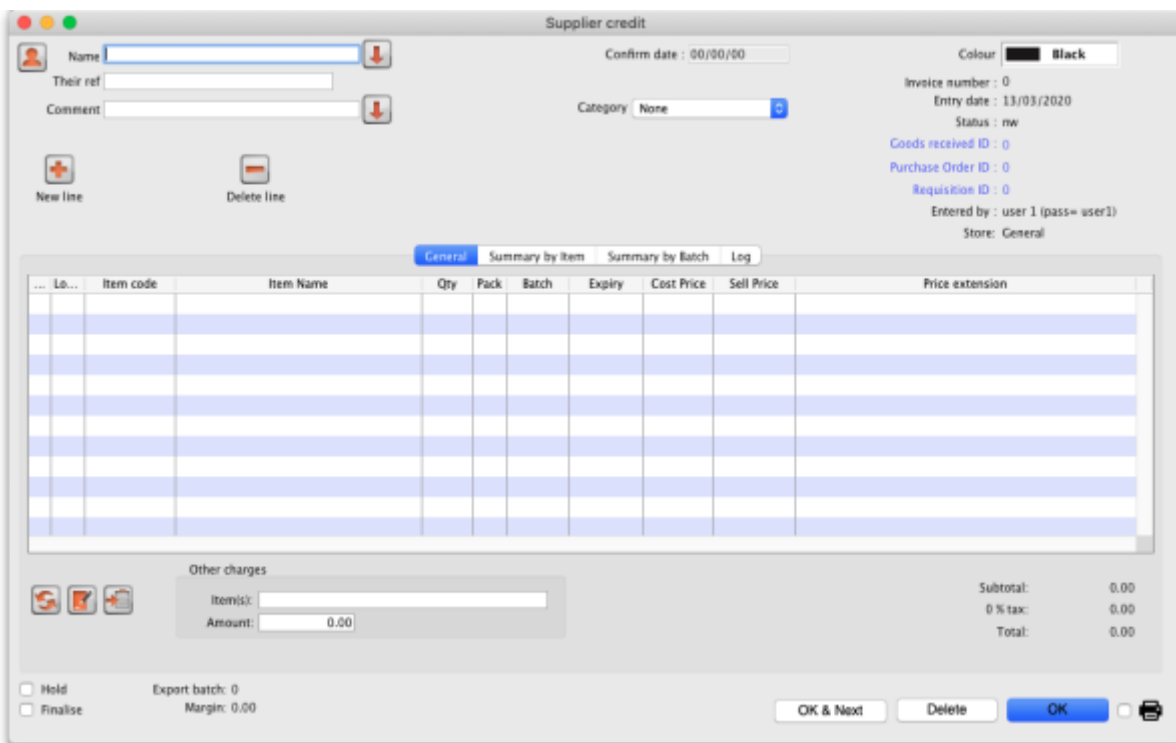 Supplier credit
Name
Confirm date : 00/00/00
Colour Black
Their ref
Invoice number : 0
Comment
Category None
Entry date : 13/03/2020
Status : nw
Goods received ID : 0
Purchase Order ID : 0
Requisition ID : 0
New line Delete line
Entered by : user 1 (pass= user1)
Store: General
General Summary by Item Summary by Batch Log
... Lo... Item code Item Name Qty Pack Batch Expiry Cost Price Sell Price Price extension
Other charges
Item(s):
Amount: 0.00
Subtotal: 0.00
0 % tax: 0.00
Total: 0.00
Hold Export batch: 0
Finalise Margin: 0.00
OK & Next Delete OK